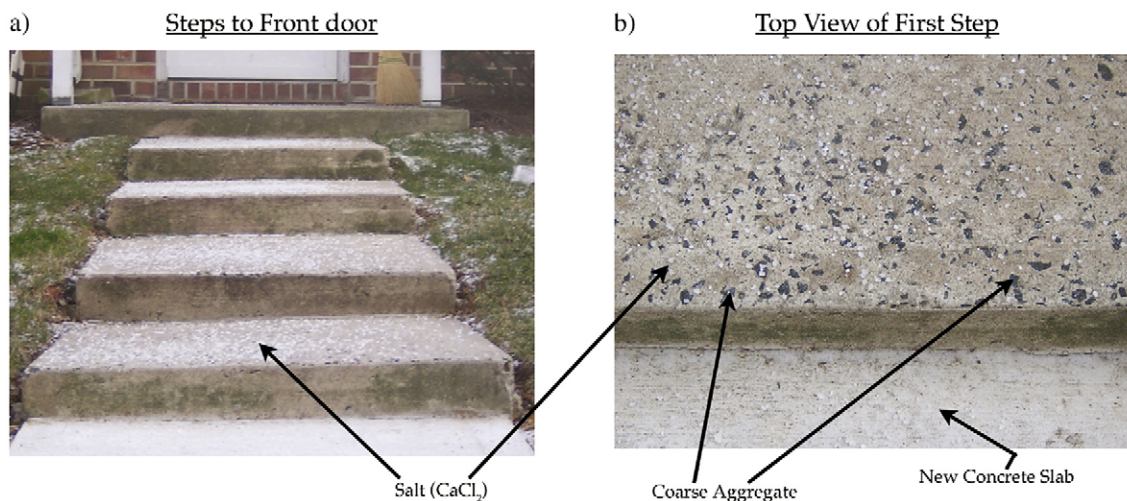 a) Steps to Front door
b) Top View of First Step
Salt (CaCl₂)
Coarse Aggregate
New Concrete Slab